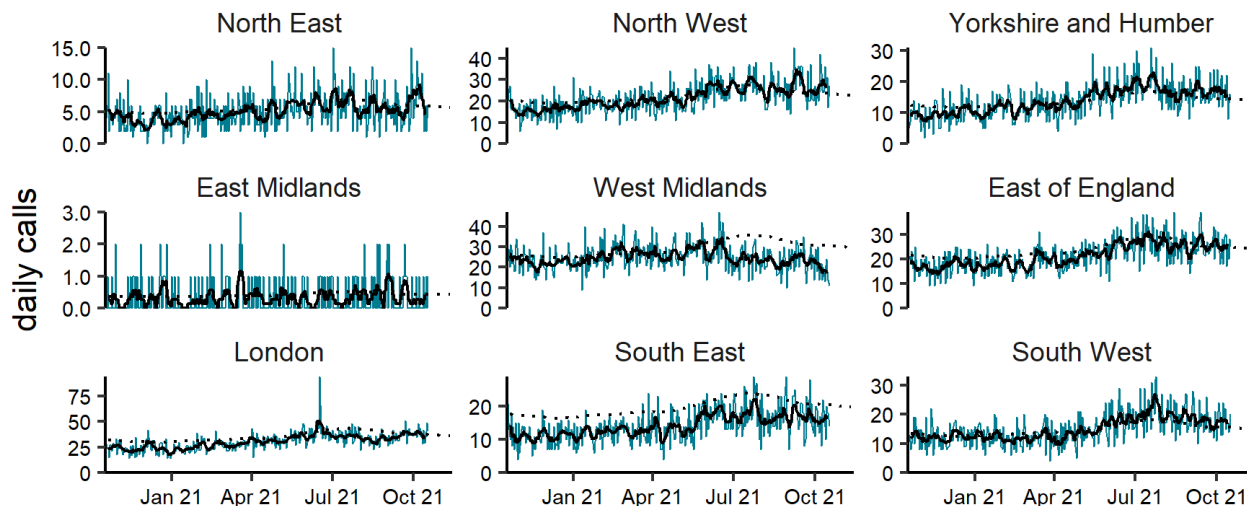 daily calls
North East
15.0
10.0
5.0
0.0
North West
40
30
20
10
0
Yorkshire and Humber
30
20
10
0
East Midlands
3.0
2.0
1.0
0.0
West Midlands
40
30
20
10
0
East of England
30
20
10
0
London
75
50
25
0
Jan 21 Apr 21 Jul 21 Oct 21
South East
20
10
0
Jan 21 Apr 21 Jul 21 Oct 21
South West
30
20
10
0
Jan 21 Apr 21 Jul 21 Oct 21